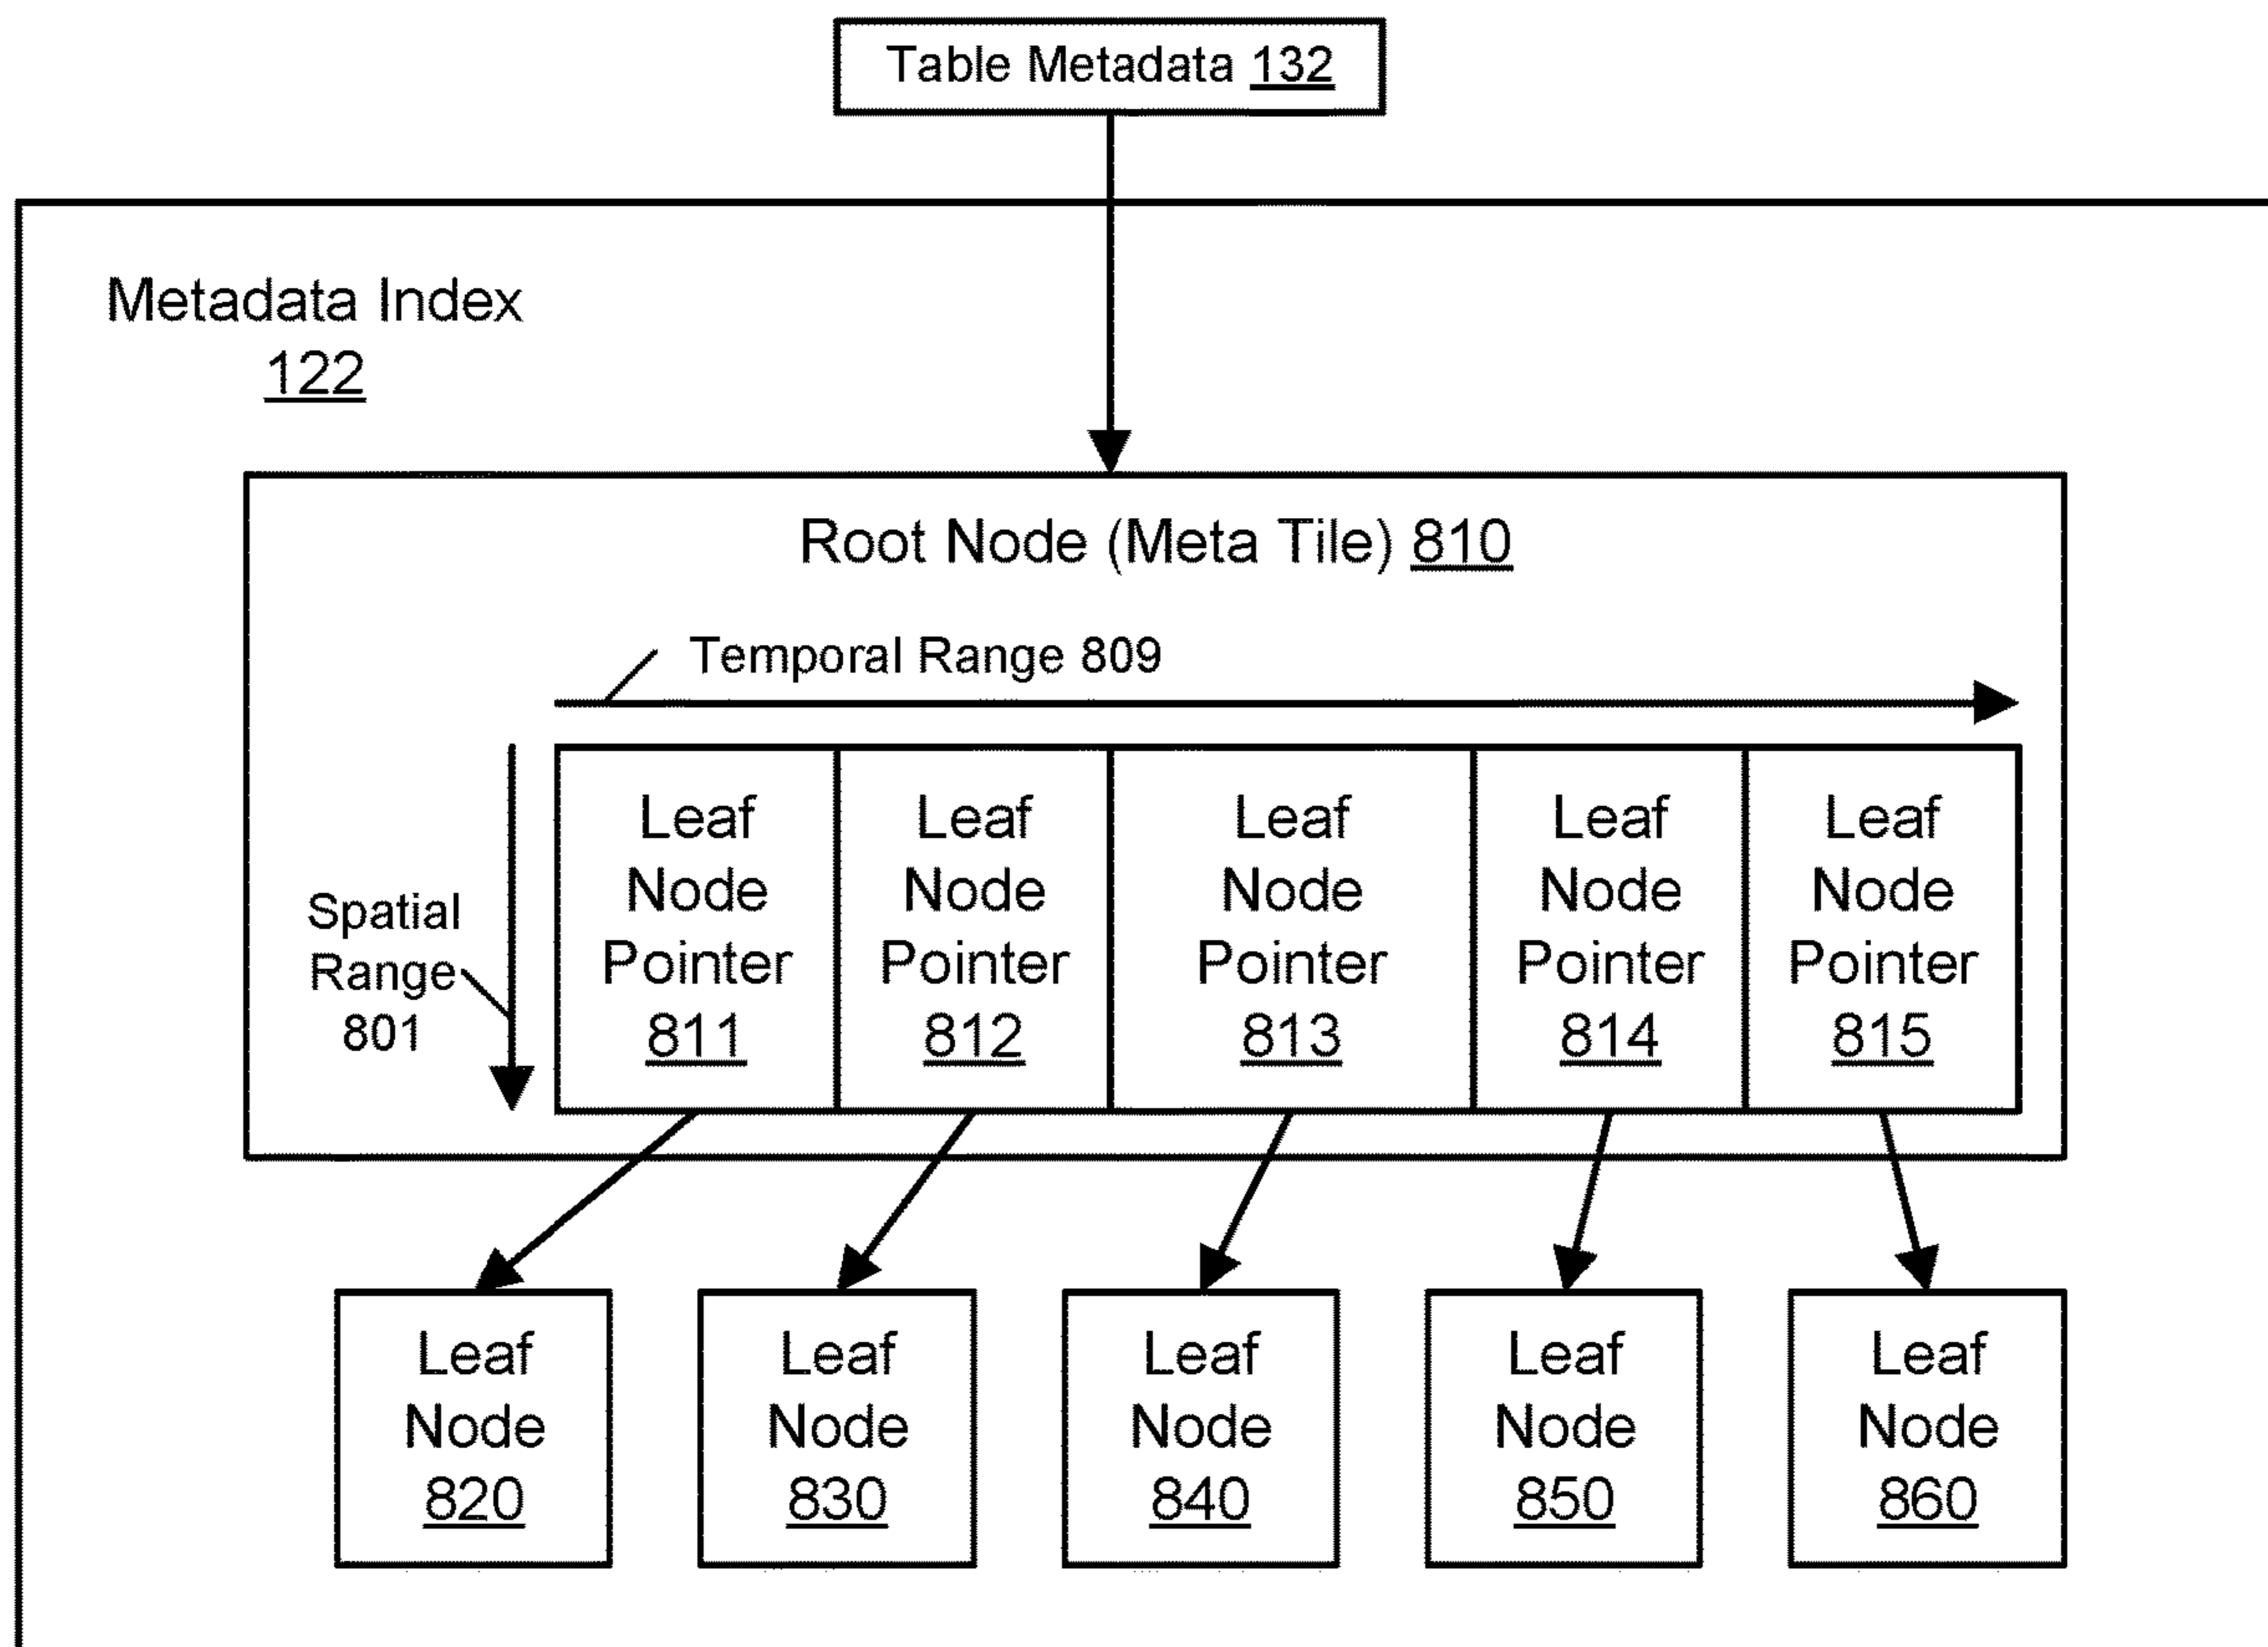 Table Metadata 132
Metadata Index
122
Root Node (Meta Tile) 810
Temporal Range 809
Spatial
Range
801
Leaf
Node
Pointer
811
Leaf
Node
Pointer
812
Leaf
Node
Pointer
813
Leaf
Node
Pointer
814
Leaf
Node
Pointer
815
Leaf
Node
820
Leaf
Node
830
Leaf
Node
840
Leaf
Node
850
Leaf
Node
860